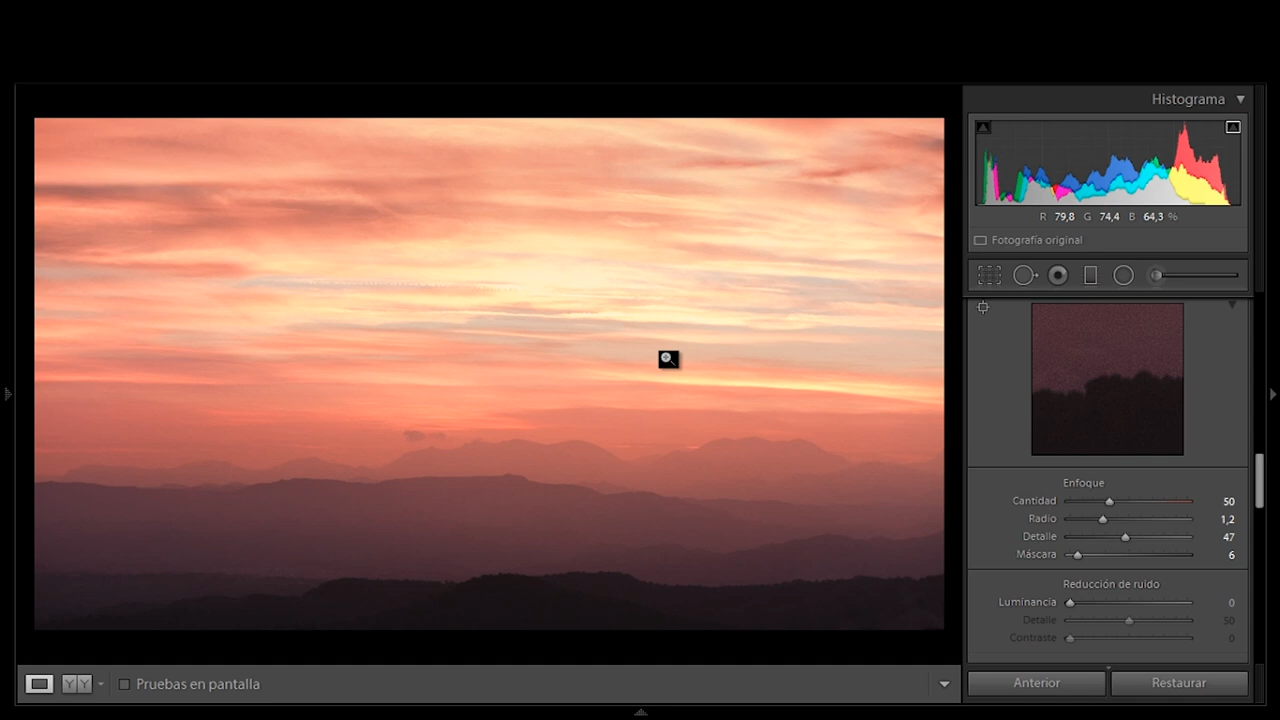 Histograma
R 79,8 G 74,4 B 64,3 %
Fotografía original
Enfoque
Cantidad 50
Radio 1,2
Detalle 47
Máscara 6
Reducción de ruido
Luminancia 0
Detalle 50
Contraste 0
YY Pruebas en pantalla
Anterior Restaurar